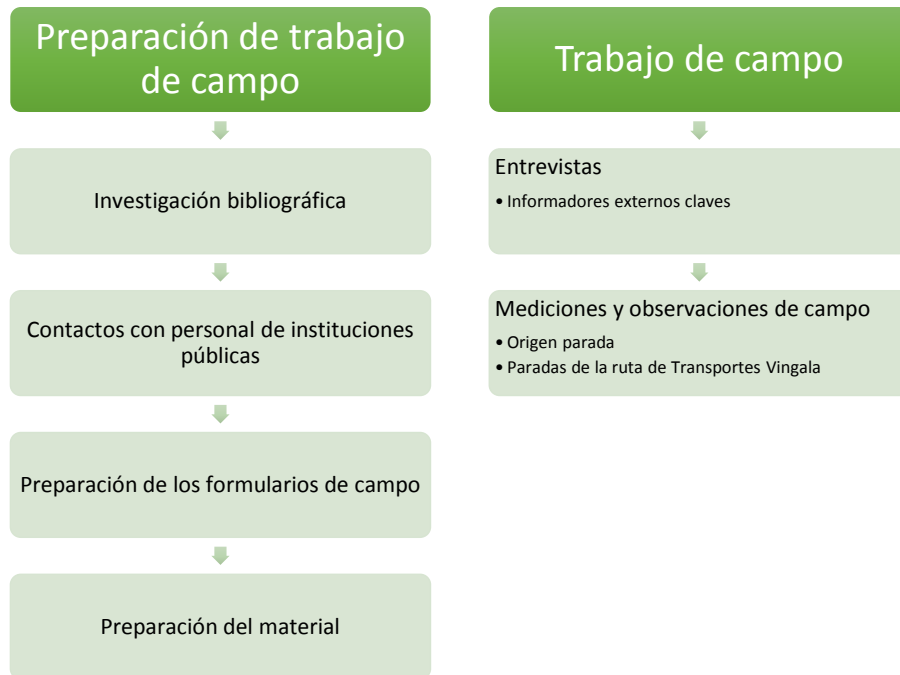 Preparación de trabajo
de campo
Investigación bibliográfica
Contactos con personal de instituciones
públicas
Preparación de los formularios de campo
Preparación del material
Trabajo de campo
Entrevistas
• Informadores externos claves
Mediciones y observaciones de campo
• Origen parada
• Paradas de la ruta de Transportes Vingala